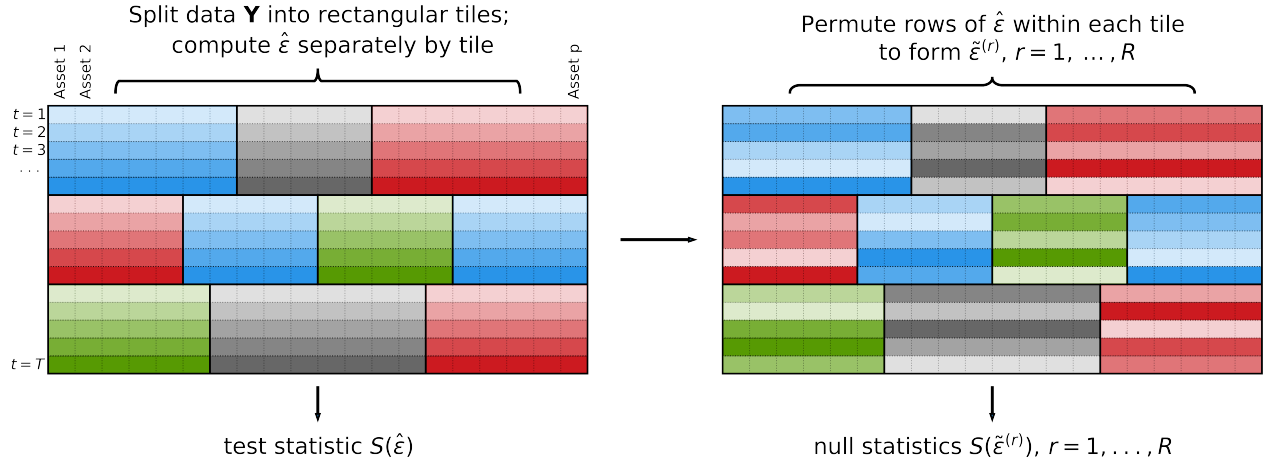 Split data Y into rectangular tiles;
compute ε̂ separately by tile
Asset 1
Asset 2
Asset p
t = 1
t = 2
t = 3
. . .
t = T
test statistic S(ε̂)
Permute rows of ε̂ within each tile
to form ε̃⁽ʳ⁾, r = 1, ..., R
null statistics S(ε̃⁽ʳ⁾), r = 1, . . . , R